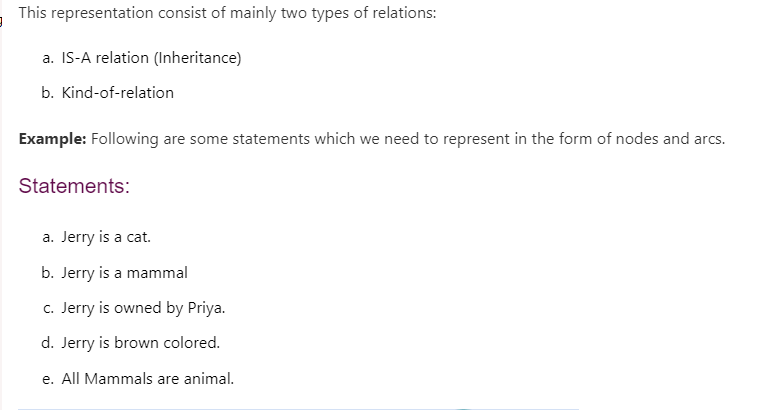 This representation consist of mainly two types of relations:
a. IS-A relation (Inheritance)
b. Kind-of-relation
Example: Following are some statements which we need to represent in the form of nodes and arcs.
Statements:
a. Jerry is a cat.
b. Jerry is a mammal
c. Jerry is owned by Priya.
d. Jerry is brown colored.
e. All Mammals are animal.